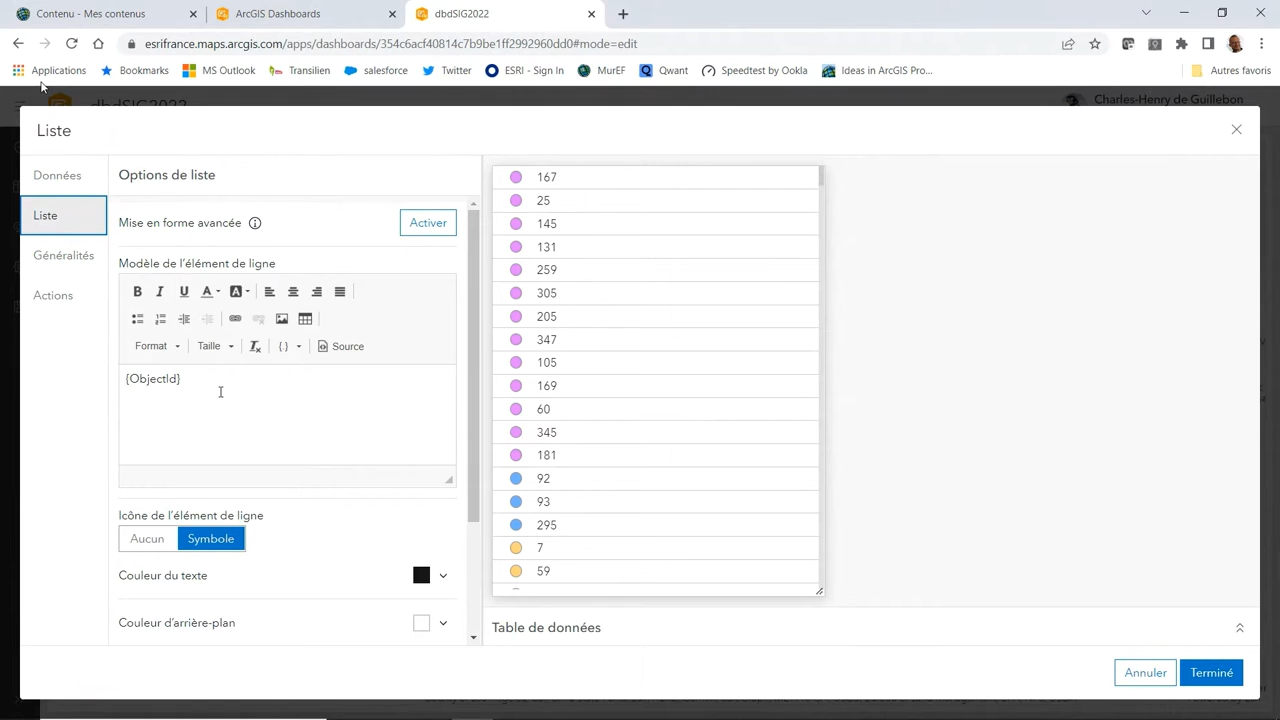 Contenu - Mes contenus
ArcGIS Dashboards
dbdSIG2022
esrifrance.maps.arcgis.com/apps/dashboards/354c6acf40814c7b9be1ff2992960dd0#mode=edit
Applications Bookmarks MS Outlook Transilien salesforce Twitter ESRI - Sign In MurEF Qwant Speedtest by Ookla Ideas in ArcGIS Pro... Autres favoris
dbdSIG2022
Charles-Henry de Guillebon
Liste
Données
Liste
Généralités
Actions
Options de liste
Mise en forme avancée
Activer
Modèle de l'élément de ligne
B I U A A
Format Taille Source
{ObjectId}
Icône de l'élément de ligne
Aucun Symbole
Couleur du texte
Couleur d'arrière-plan
167
25
145
131
259
305
205
347
105
169
60
345
181
92
93
295
7
59
Table de données
Annuler Terminé